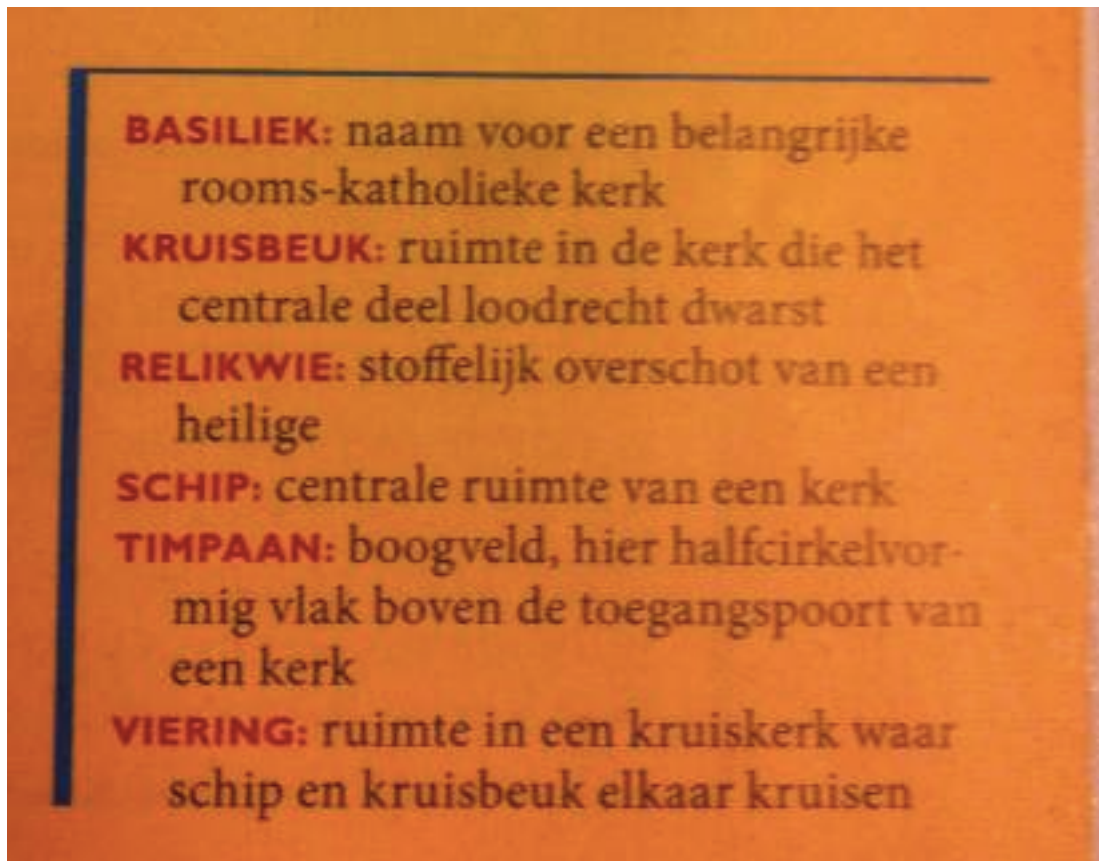 BASILIEK: naam voor een belangrijke
rooms-katholieke kerk
KRUISBEUK: ruimte in de kerk die het
centrale deel loodrecht dwarst
RELIKWIE: stoffelijk overschot van een
heilige
SCHIP: centrale ruimte van een kerk
TIMPAAN: boogveld, hier halfcirkelvor-
mig vlak boven de toegangspoort van
een kerk
VIERING: ruimte in een kruiskerk waar
schip en kruisbeuk elkaar kruisen